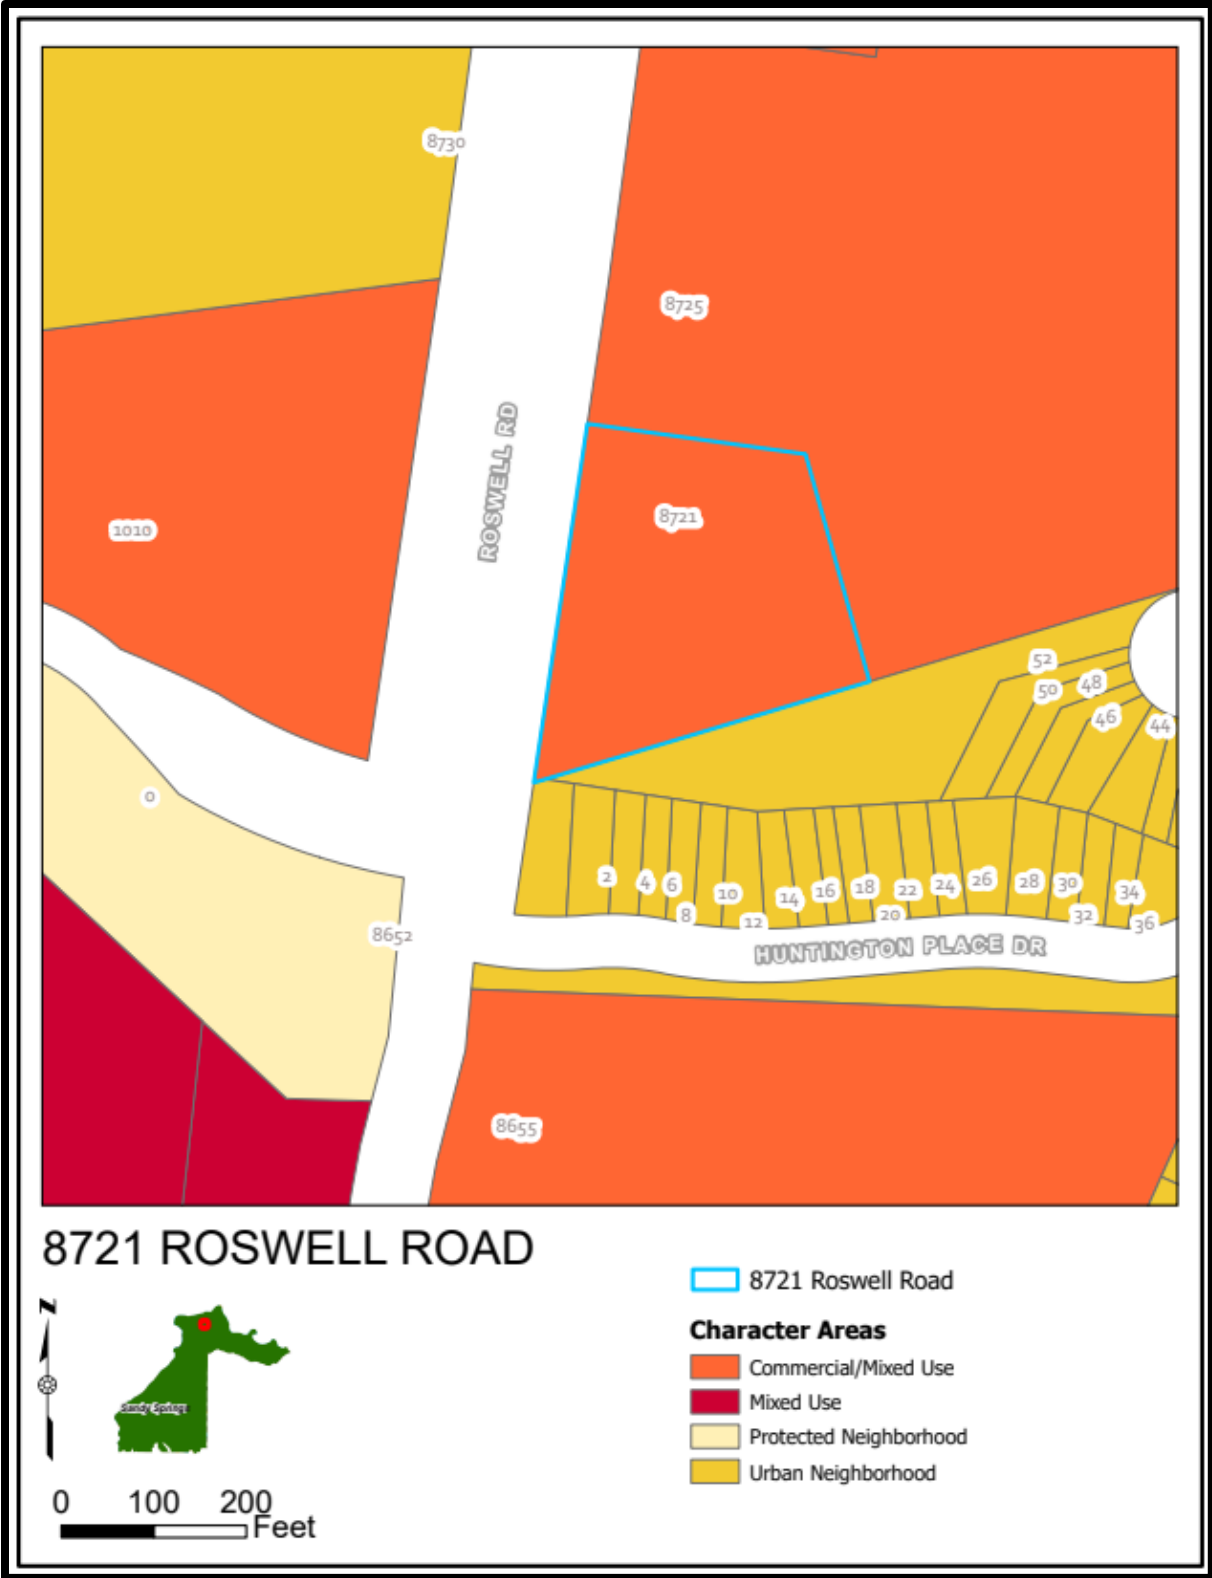 8730
8725
ROSWELL RD
8721
1010
52
50
48
46
44
0
2
4
6
8
10
12
14
16
18
20
22
24
26
28
30
32
34
36
8652
HUNTINGTON PLACE DR
8655
8721 ROSWELL ROAD
8721 Roswell Road
Character Areas
Commercial/Mixed Use
Mixed Use
Protected Neighborhood
Urban Neighborhood
N
Sandy Springs
0 100 200
Feet